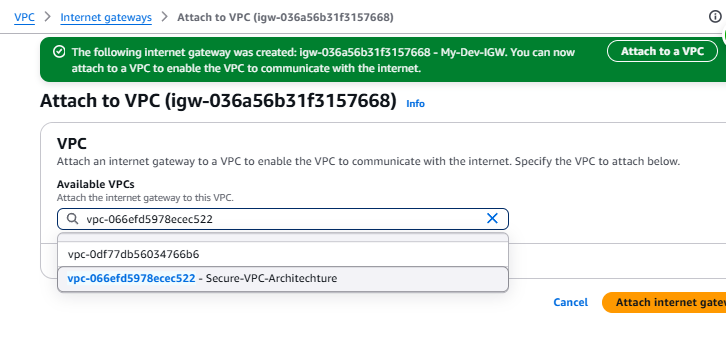 VPC > Internet gateways > Attach to VPC (igw-036a56b31f3157668)
The following internet gateway was created: igw-036a56b31f3157668 - My-Dev-IGW. You can now
attach to a VPC to enable the VPC to communicate with the internet.
Attach to a VPC
Attach to VPC (igw-036a56b31f3157668) Info
VPC
Attach an internet gateway to a VPC to enable the VPC to communicate with the internet. Specify the VPC to attach below.
Available VPCs
Attach the internet gateway to this VPC.
vpc-066efd5978ecec522
vpc-0df77db56034766b6
vpc-066efd5978ecec522 - Secure-VPC-Architechture
Cancel Attach internet